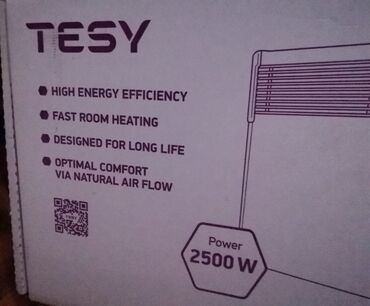 TESY
HIGH ENERGY EFFICIENCY
FAST ROOM HEATING
DESIGNED FOR LONG LIFE
OPTIMAL COMFORT
VIA NATURAL AIR FLOW
Power
2500 W